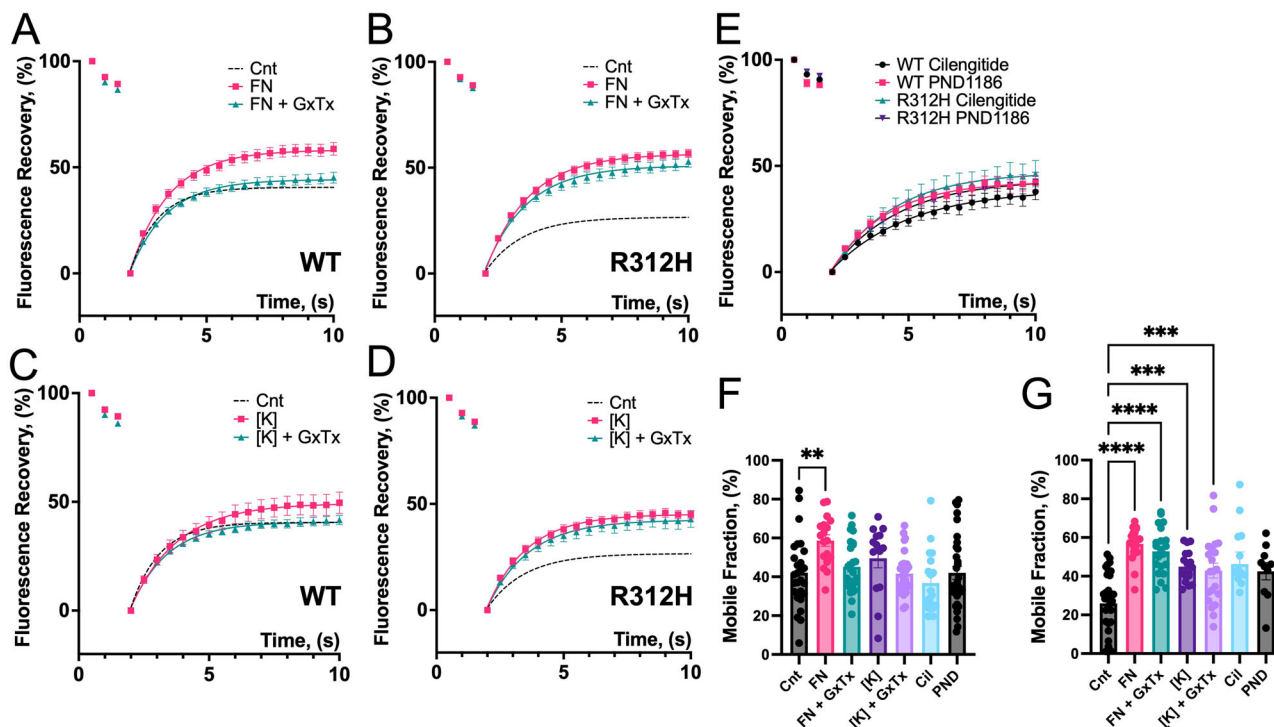 A
Fluorescence Recovery, (%)
100
50
0
Cnt
FN
FN + GxTx
WT
Time, (s)
0
5
10
B
Fluorescence Recovery, (%)
100
50
0
Cnt
FN
FN + GxTx
R312H
Time, (s)
0
5
10
E
Fluorescence Recovery, (%)
100
50
0
WT Cilengitide
WT PND1186
R312H Cilengitide
R312H PND1186
Time, (s)
0
5
10
C
Fluorescence Recovery, (%)
100
50
0
Cnt
[K]
[K] + GxTx
WT
Time, (s)
0
5
10
D
Fluorescence Recovery, (%)
100
50
0
Cnt
[K]
[K] + GxTx
R312H
Time, (s)
0
5
10
F
Mobile Fraction, (%)
100
80
60
40
20
0
**
Cnt
FN
FN + GxTx
[K]
[K] + GxTx
Cil
PND
G
Mobile Fraction, (%)
100
80
60
40
20
0
***
***
****
****
Cnt
FN
FN + GxTx
[K]
[K] + GxTx
Cil
PND